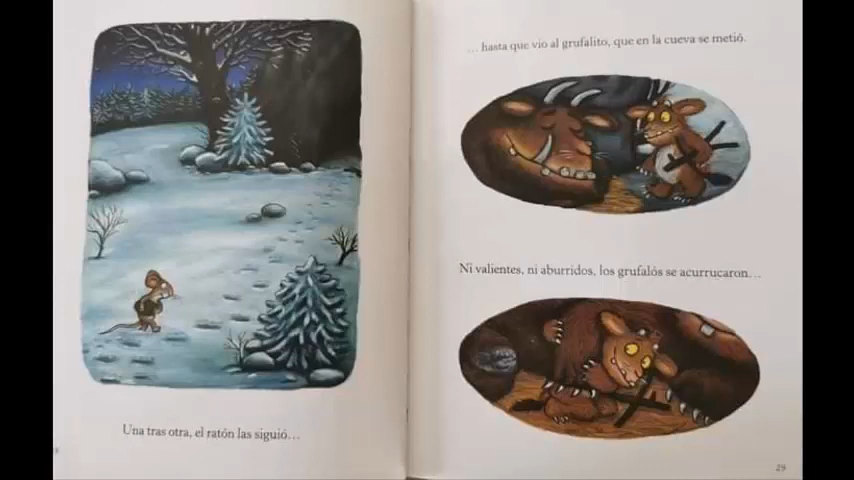 Una tras otra, el ratón las siguió...
... hasta que vio al grufalito, que en la cueva se metió.
Ni valientes, ni aburridos, los grufalós se acurrucaron...
29